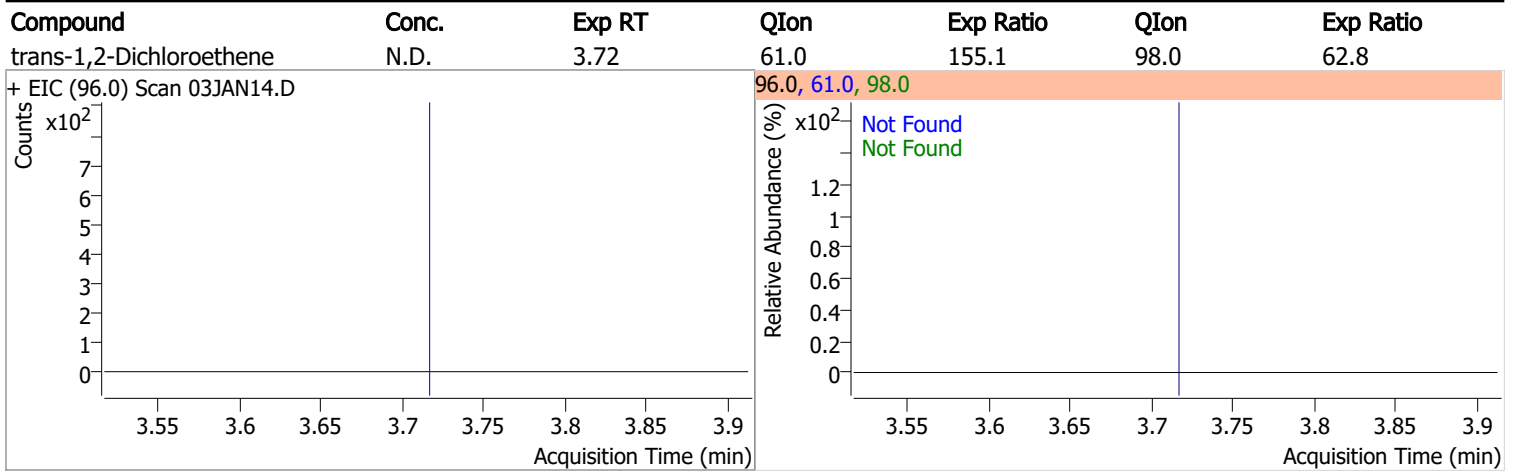 Compound Conc. Exp RT QIon Exp Ratio QIon Exp Ratio
trans-1,2-Dichloroethene N.D. 3.72 61.0 155.1 98.0 62.8
+ EIC (96.0) Scan 03JAN14.D
Counts
x10²
7
6
5
4
3
2
1
0
3.55 3.6 3.65 3.7 3.75 3.8 3.85 3.9
Acquisition Time (min)
96.0, 61.0, 98.0
Relative Abundance (%)
x10²
Not Found
Not Found
1.2
1
0.8
0.6
0.4
0.2
0
3.55 3.6 3.65 3.7 3.75 3.8 3.85 3.9
Acquisition Time (min)